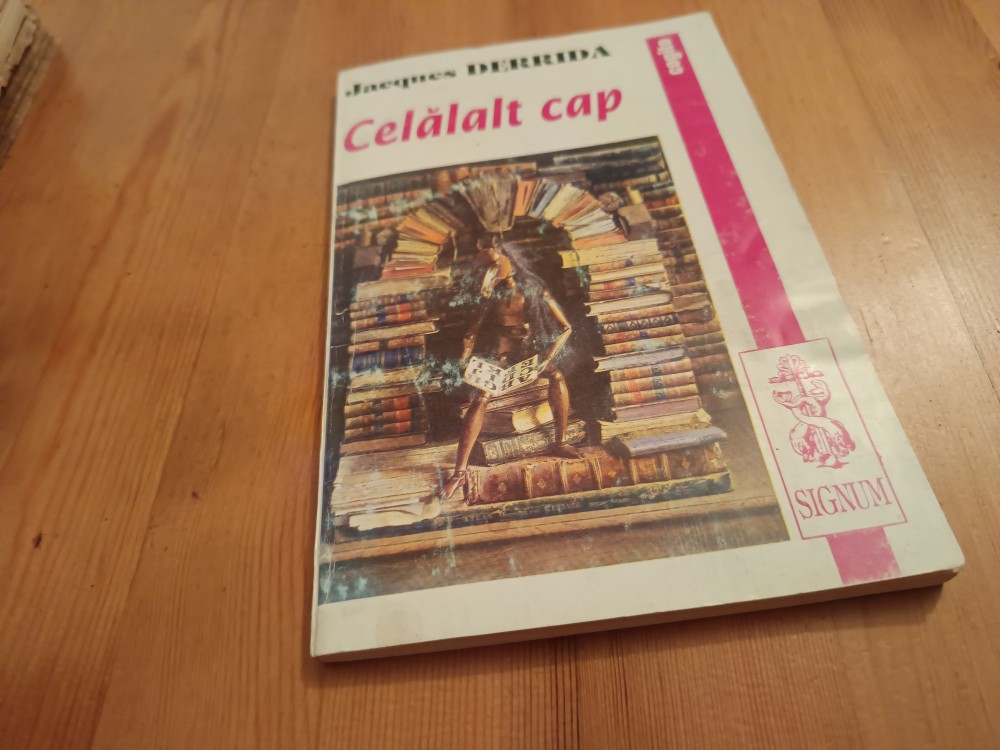 Jacques DERRIDA
Celălalt cap
SIGNUM